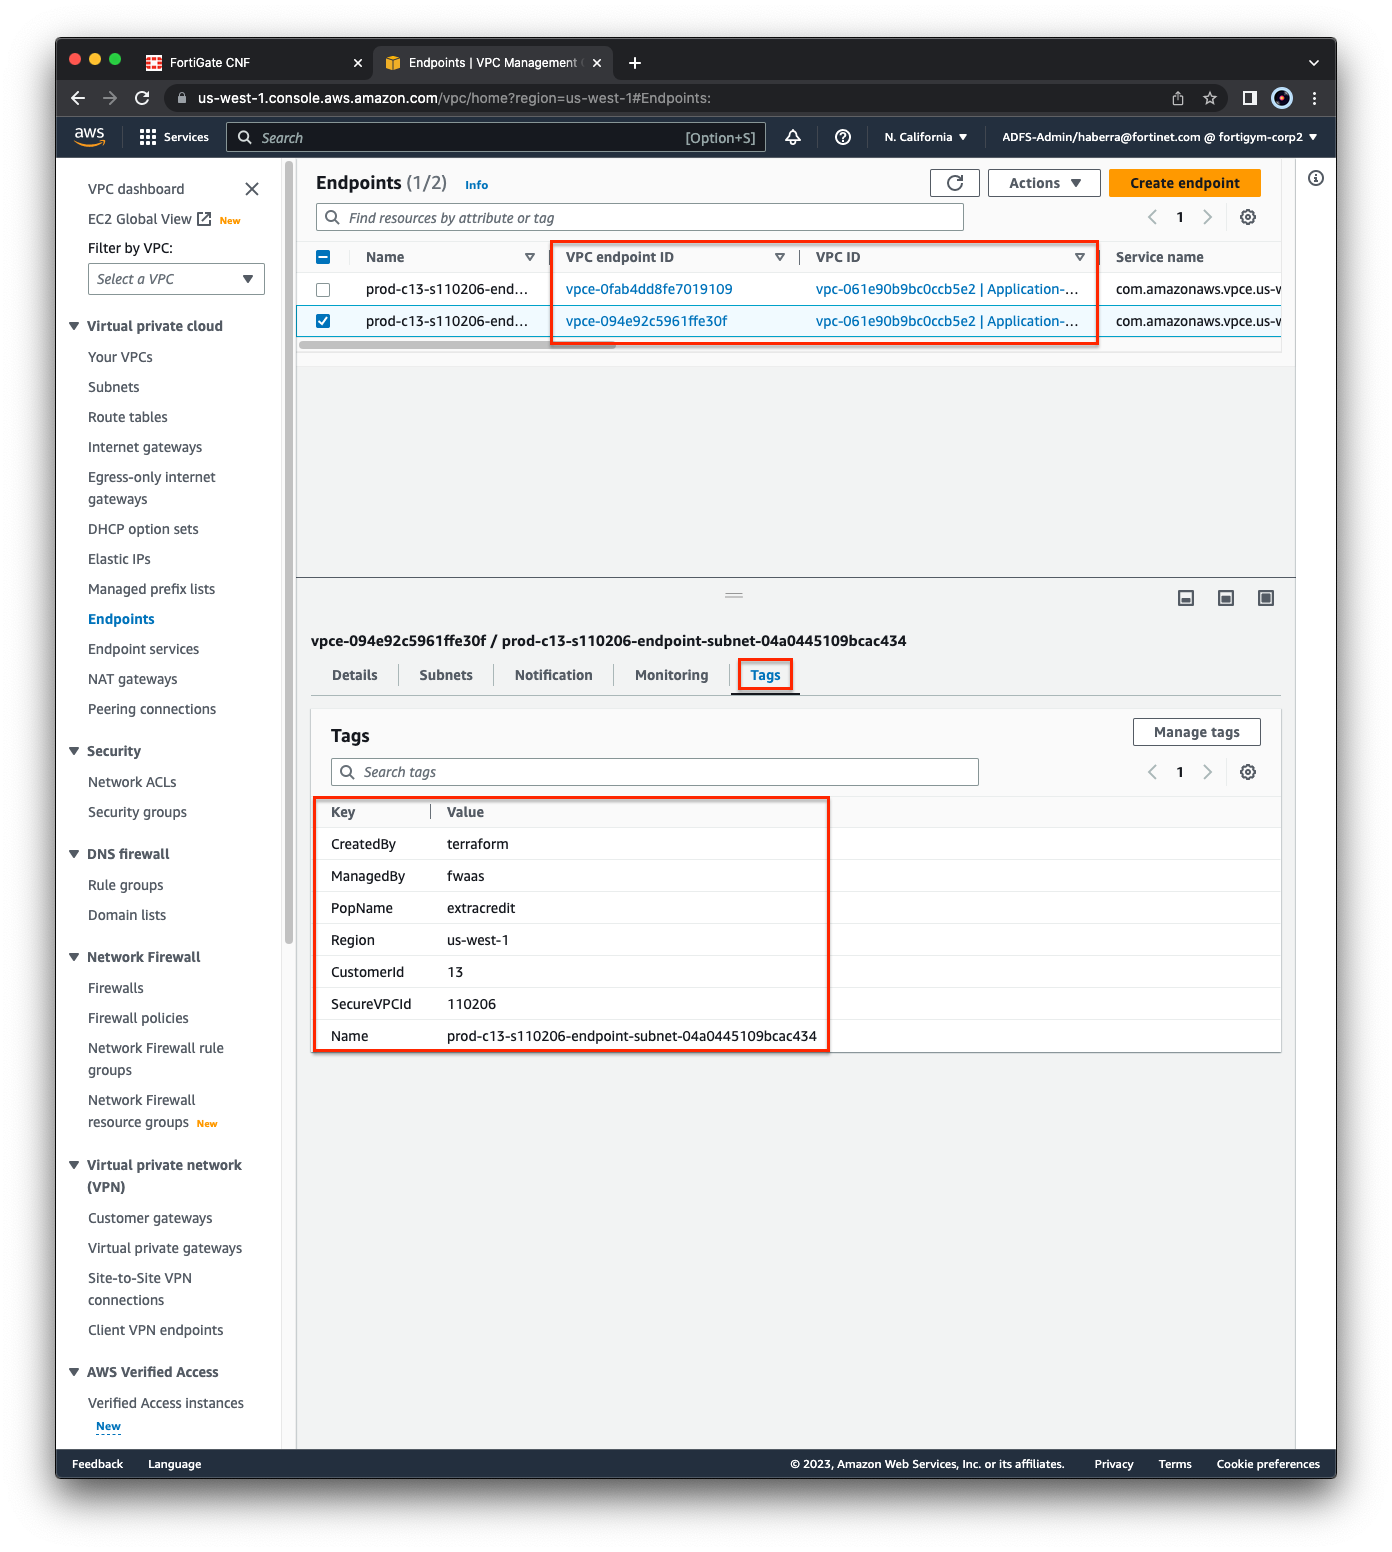 FortiGate CNF
Endpoints | VPC Management
us-west-1.console.aws.amazon.com/vpc/home?region=us-west-1#Endpoints:
aws
Services
Search
[Option+S]
N. California
ADFS-Admin/haberra@fortinet.com @ fortigym-corp2
VPC dashboard
EC2 Global View
New
Filter by VPC:
Select a VPC
Virtual private cloud
Your VPCs
Subnets
Route tables
Internet gateways
Egress-only internet
gateways
DHCP option sets
Elastic IPs
Managed prefix lists
Endpoints
Endpoint services
NAT gateways
Peering connections
Security
Network ACLs
Security groups
DNS firewall
Rule groups
Domain lists
Network Firewall
Firewalls
Firewall policies
Network Firewall rule
groups
Network Firewall
resource groups New
Virtual private network
(VPN)
Customer gateways
Virtual private gateways
Site-to-Site VPN
connections
Client VPN endpoints
AWS Verified Access
Verified Access instances
New
Endpoints (1/2) Info
Actions
Create endpoint
Find resources by attribute or tag
1
Name VPC endpoint ID VPC ID Service name
prod-c13-s110206-end... vpce-0fab4dd8fe7019109 vpc-061e90b9bc0ccb5e2 | Application-... com.amazonaws.vpce.us-w
prod-c13-s110206-end... vpce-094e92c5961ffe30f vpc-061e90b9bc0ccb5e2 | Application-... com.amazonaws.vpce.us-w
vpce-094e92c5961ffe30f / prod-c13-s110206-endpoint-subnet-04a0445109bcac434
Details Subnets Notification Monitoring Tags
Tags
Manage tags
Search tags
1
Key Value
CreatedBy terraform
ManagedBy fwaas
PopName extracredit
Region us-west-1
CustomerId 13
SecureVPCId 110206
Name prod-c13-s110206-endpoint-subnet-04a0445109bcac434
Feedback Language © 2023, Amazon Web Services, Inc. or its affiliates. Privacy Terms Cookie preferences